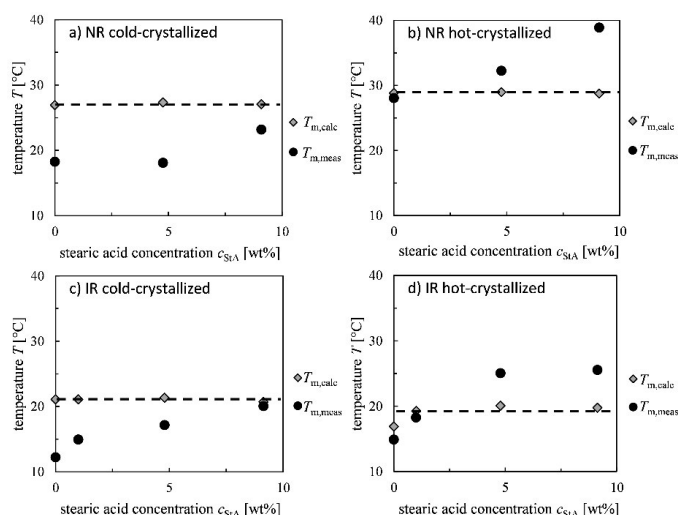 a) NR cold-crystallized
40
30
20
10
0
5
10
temperature T [°C]
stearic acid concentration cStA [wt%]
Tm,calc
Tm,meas
b) NR hot-crystallized
40
30
20
10
0
5
10
temperature T [°C]
stearic acid concentration cStA [wt%]
Tm,calc
Tm,meas
c) IR cold-crystallized
40
30
20
10
0
5
10
temperature T [°C]
stearic acid concentration cStA [wt%]
Tm,calc
Tm,meas
d) IR hot-crystallized
40
30
20
10
0
5
10
temperature T [°C]
stearic acid concentration cStA [wt%]
Tm,calc
Tm,meas